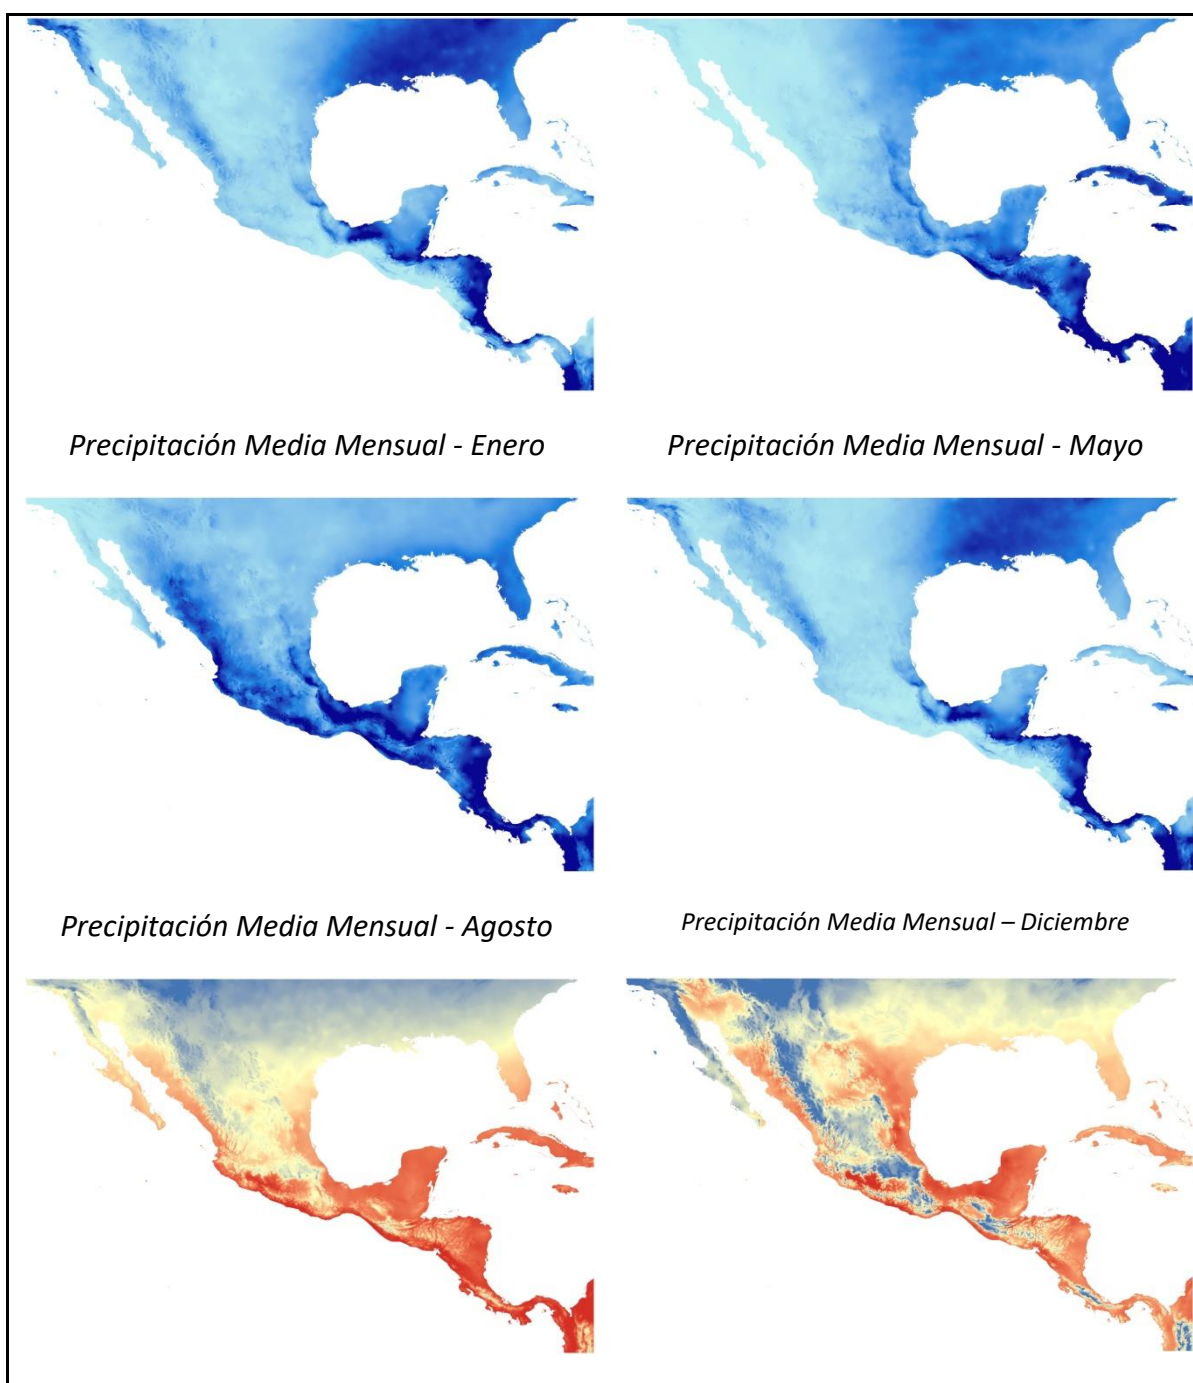 Precipitación Media Mensual - Enero
Precipitación Media Mensual - Mayo
Precipitación Media Mensual - Agosto
Precipitación Media Mensual – Diciembre